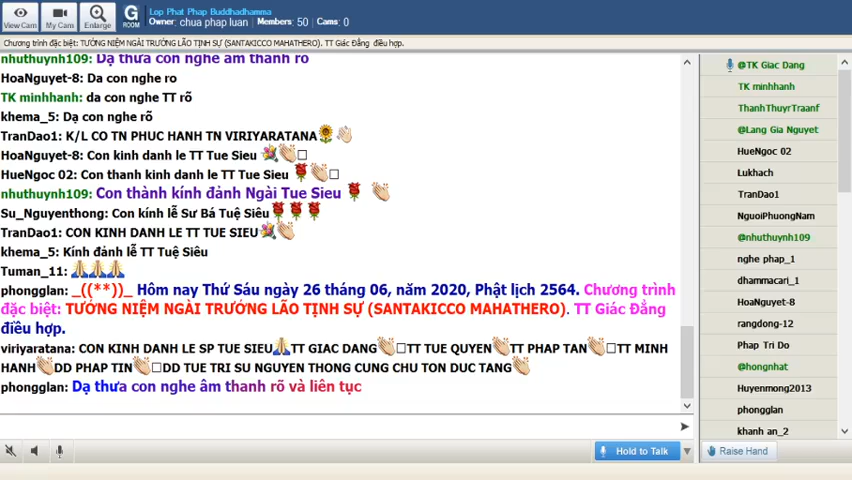 Lop Phat Phap Buddhadhamma
Owner: chua phap luan Members: 50 Cams: 0
View Cam My Cam Enlarge G ROOM
Chương trình đặc biệt: TƯỞNG NIỆM NGÀI TRƯỞNG LÃO TỊNH SỰ (SANTAKICCO MAHATHERO). TT Giác Đẳng điều hợp.
nhuthuynh109: Dạ thưa con nghe âm thanh rõ
HoaNguyet-8: Da con nghe ro
TK minhhanh: da con nghe TT rõ
khema_5: Dạ con nghe rõ
TranDao1: K/L CO TN PHUC HANH TN VIRIYARATANA
HoaNguyet-8: Con kinh danh le TT Tue Sieu
HueNgoc 02: Con thanh kinh danh le TT Tue Sieu
nhuthuynh109: Con thành kính đảnh Ngài Tue Sieu
Su_Nguyenthong: Con kính lễ Sư Bá Tuệ Siêu
TranDao1: CON KINH DANH LE TT TUE SIEU
khema_5: Kính đảnh lễ TT Tuệ Siêu
Tuman_11:
phongglan: _((**))_ Hôm nay Thứ Sáu ngày 26 tháng 06, năm 2020, Phật lịch 2564. Chương trình
đặc biệt: TƯỞNG NIỆM NGÀI TRƯỞNG LÃO TỊNH SỰ (SANTAKICCO MAHATHERO). TT Giác Đẳng
điều hợp.
viriyaratana: CON KINH DANH LE SP TUE SIEU TT GIAC DANG TT TUE QUYEN TT PHAP TAN TT MINH
HANH DD PHAP TIN DD TUE TRI SU NGUYEN THONG CUNG CHU TON DUC TANG
phongglan: Dạ thưa con nghe âm thanh rõ và liên tục
Hold to Talk
Raise Hand
@TK Giac Dang
TK minhhanh
ThanhThuyrTraanf
@Lang Gia Nguyet
HueNgoc 02
Lukhach
TranDao1
NguoiPhuongNam
@nhuthuynh109
nghe phap_1
dhammacari_1
HoaNguyet-8
rangdong-12
Phap Tri Do
@hongnhat
Huyenmong2013
phongglan
khanh an_2